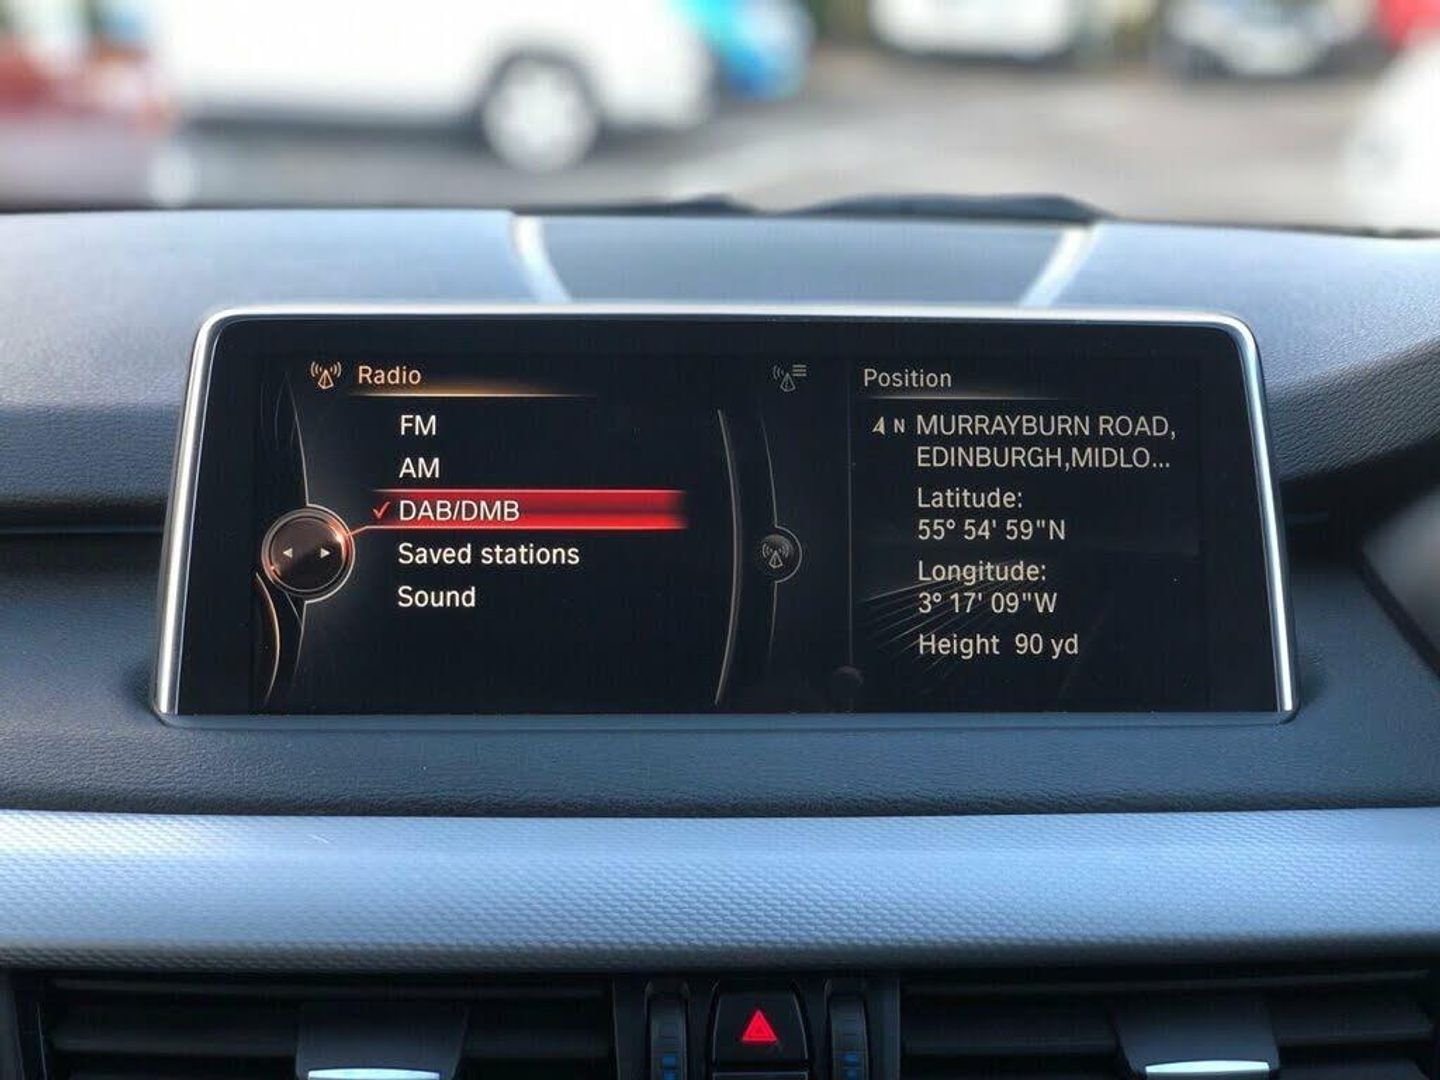 Radio
FM
AM
✓ DAB/DMB
Saved stations
Sound
Position
N MURRAYBURN ROAD,
EDINBURGH,MIDLO...
Latitude:
55° 54' 59"N
Longitude:
3° 17' 09"W
Height 90 yd